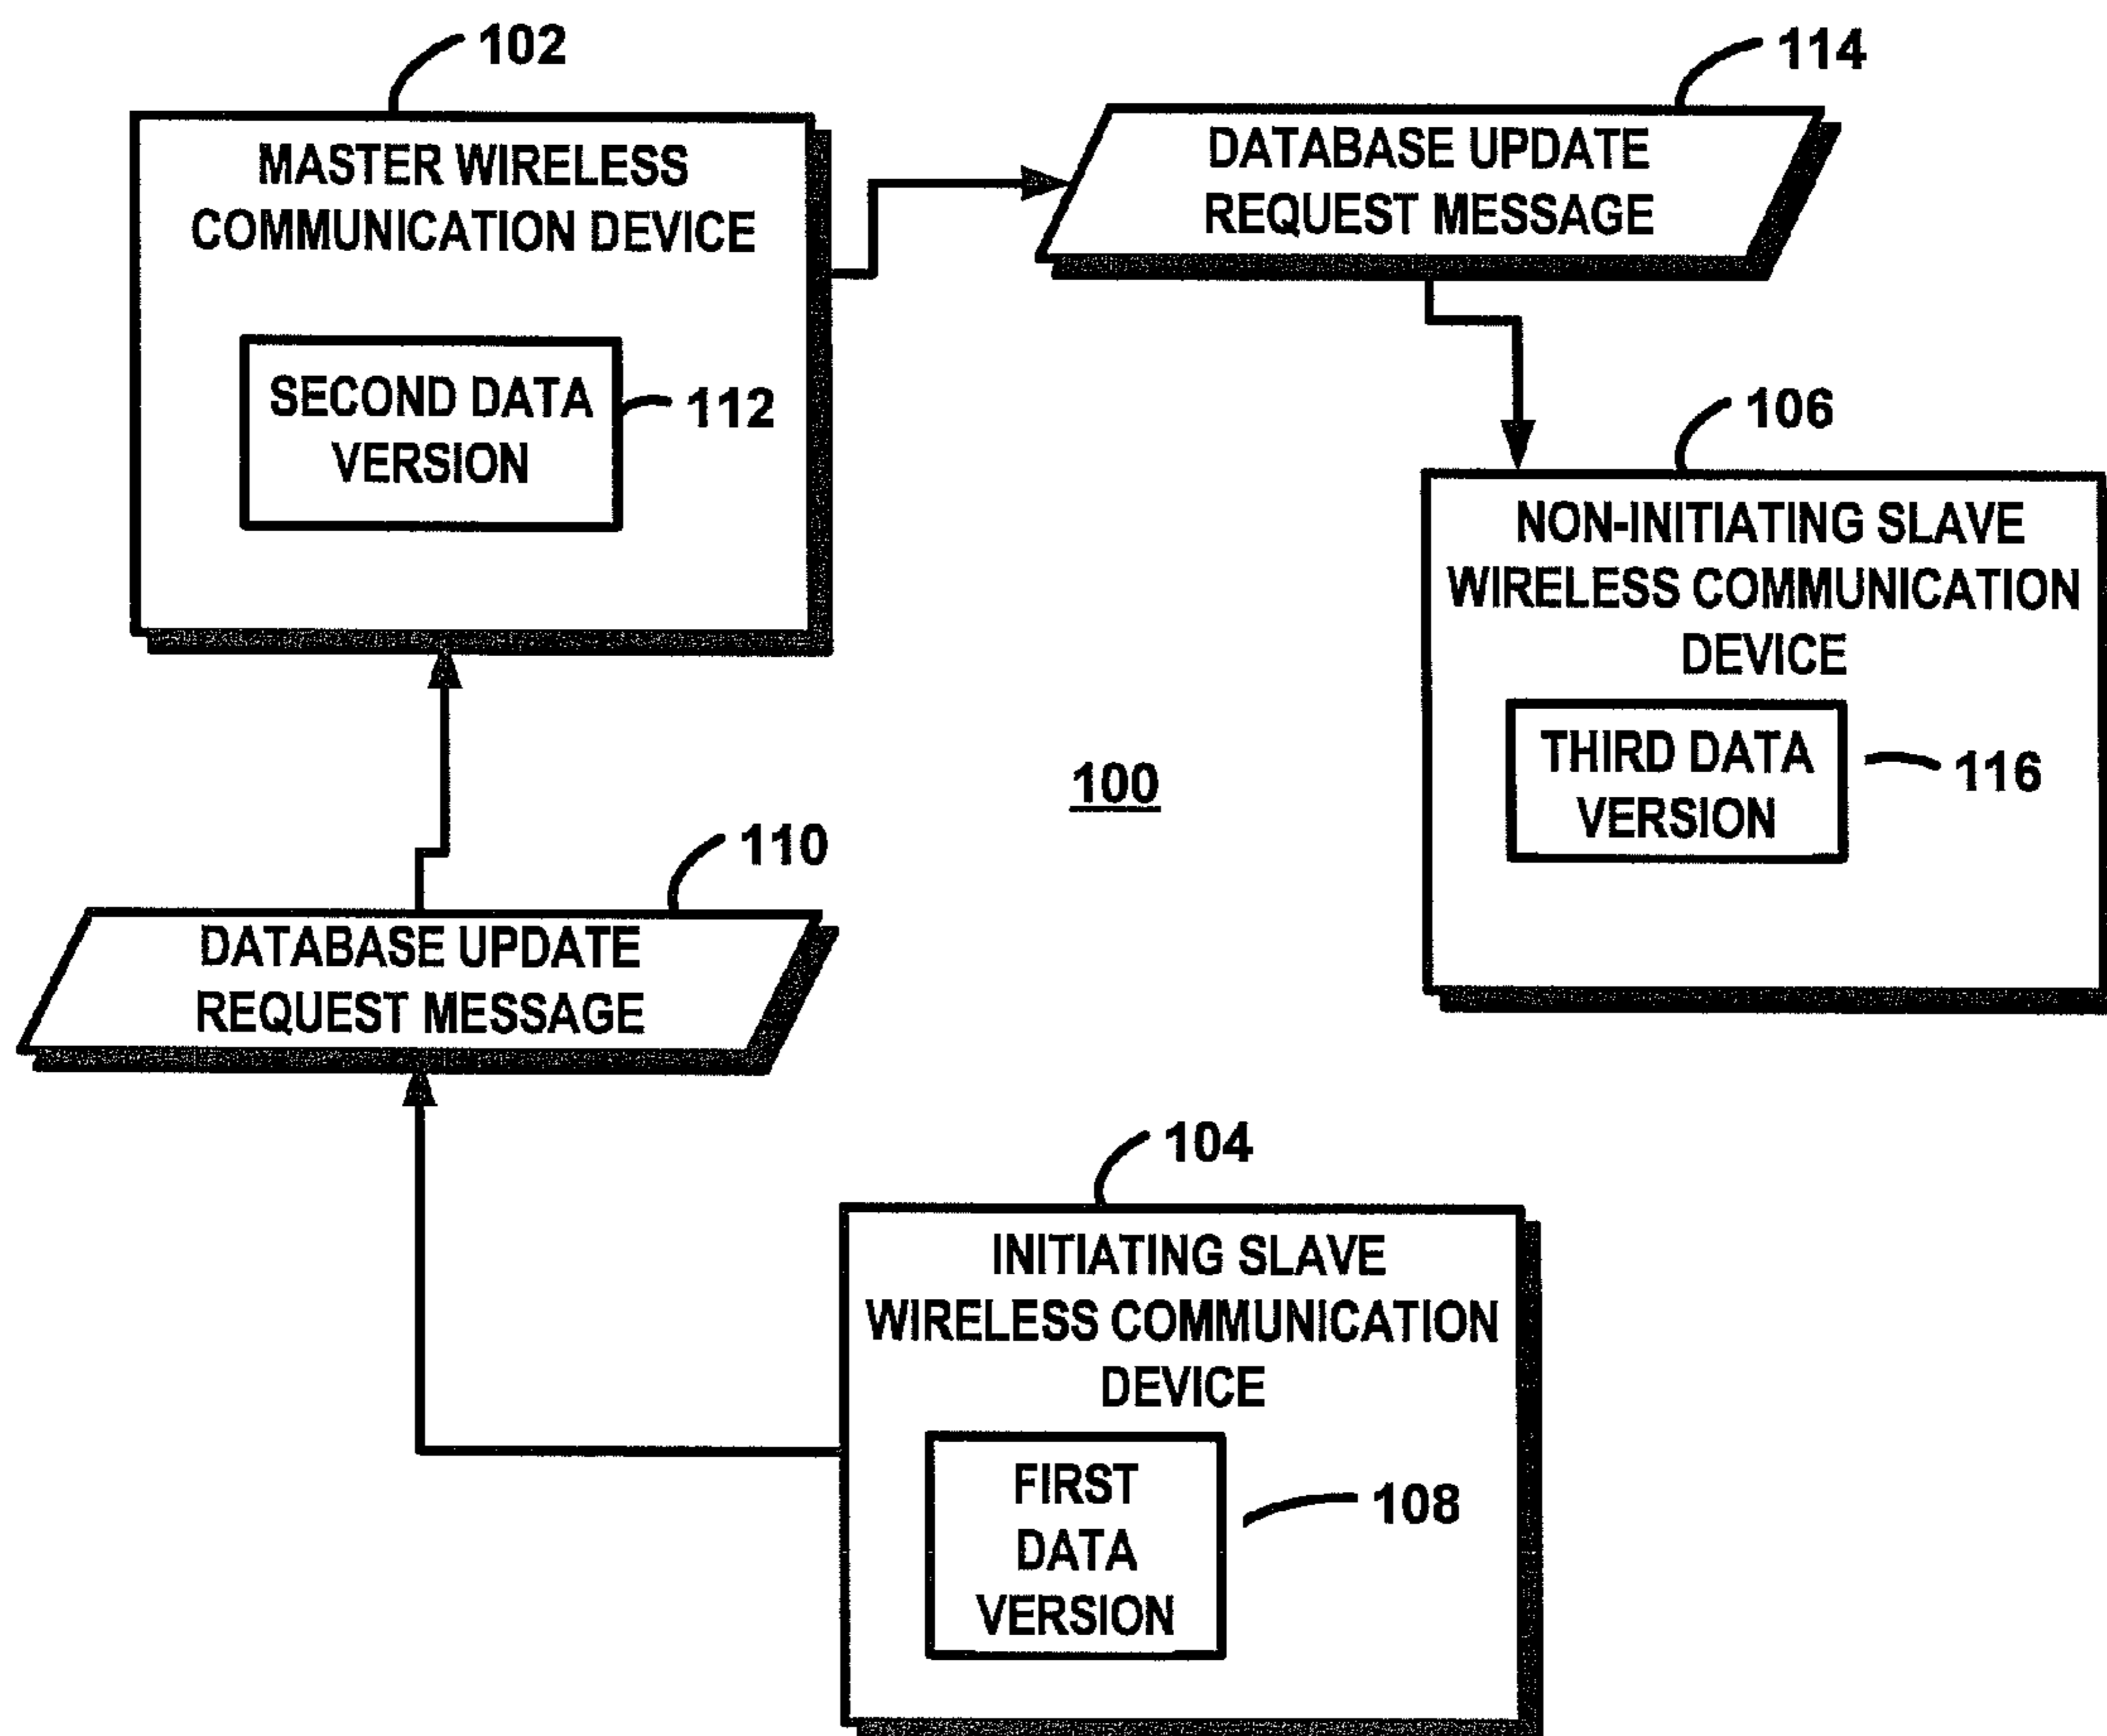 102
MASTER WIRELESS
COMMUNICATION DEVICE
SECOND DATA
VERSION
112
114
DATABASE UPDATE
REQUEST MESSAGE
106
NON-INITIATING SLAVE
WIRELESS COMMUNICATION
DEVICE
THIRD DATA
VERSION
116
100
110
DATABASE UPDATE
REQUEST MESSAGE
104
INITIATING SLAVE
WIRELESS COMMUNICATION
DEVICE
FIRST
DATA
VERSION
108